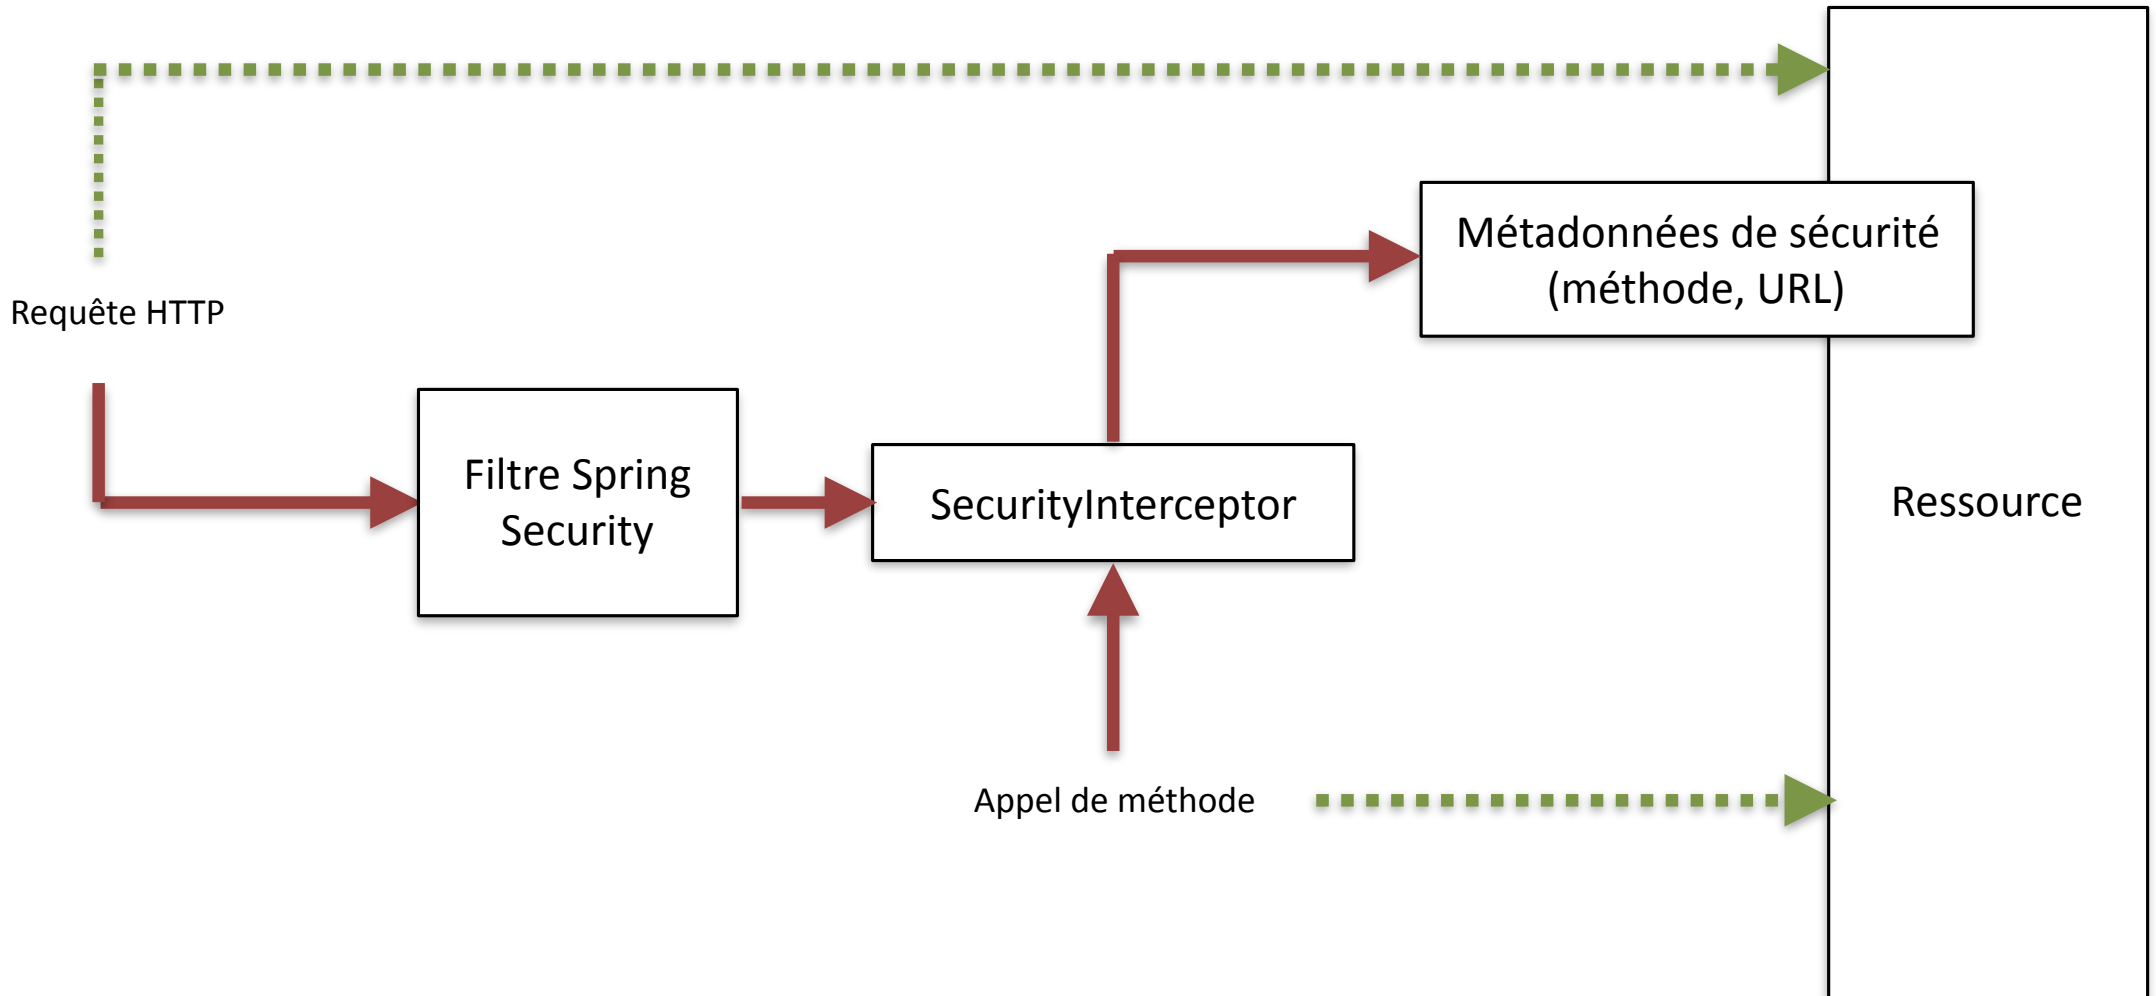 Métadonnées de sécurité
(méthode, URL)
Requête HTTP
Filtre Spring
Security
SecurityInterceptor
Ressource
Appel de méthode